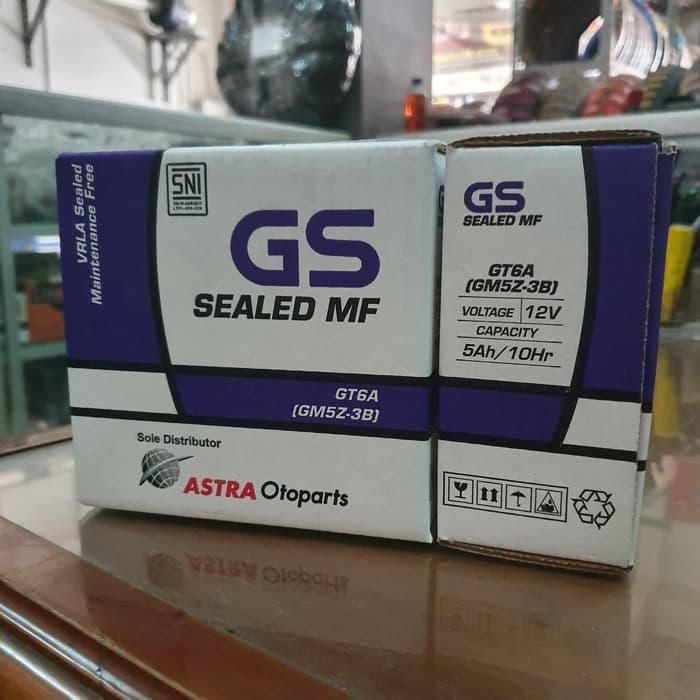 VRLA Sealed
Maintenance Free
SNI
GS
SEALED MF
GT6A
(GM5Z-3B)
Sole Distributor
ASTRA Otoparts
GS
SEALED MF
GT6A
(GM5Z-3B)
VOLTAGE 12V
CAPACITY
5Ah/10Hr